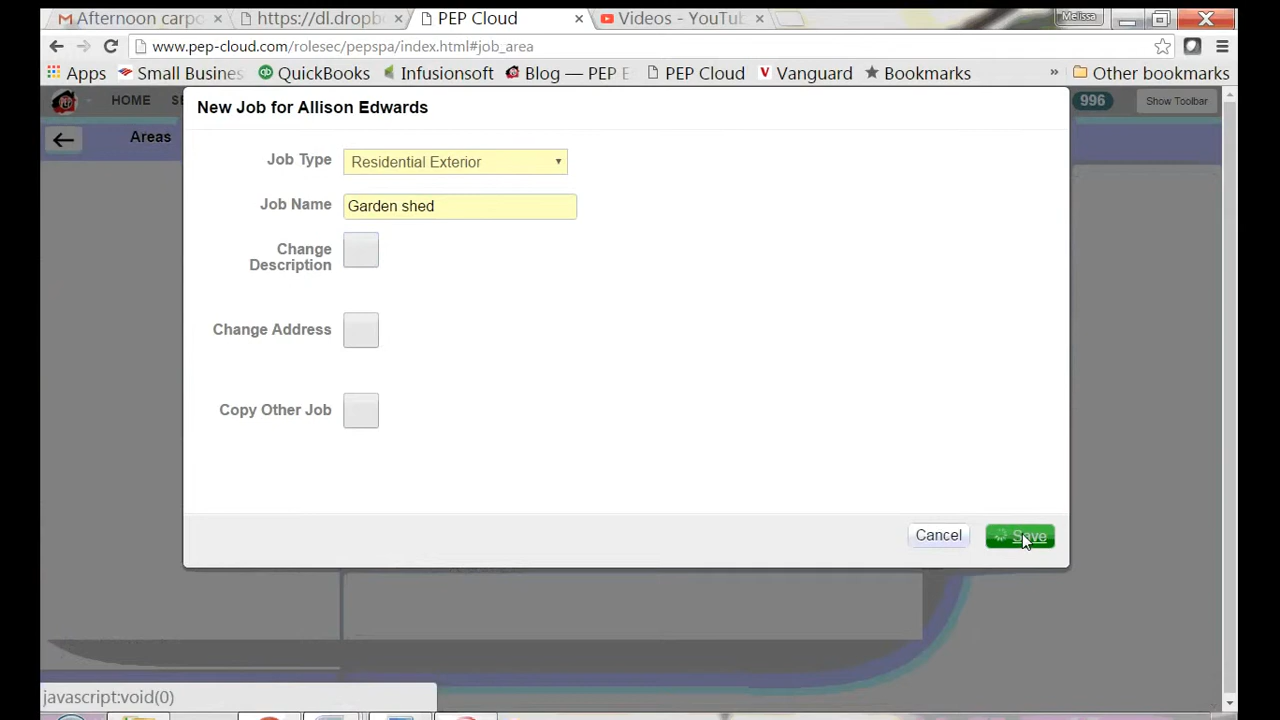 Afternoon carpo
https://dl.dropb
PEP Cloud
Videos - YouTu
Melissa
www.pep-cloud.com/rolesec/pepspa/index.html#job_area
Apps
Small Busines
QuickBooks
Infusionsoft
Blog — PEP E
PEP Cloud
Vanguard
Bookmarks
»
Other bookmarks
HOME
SE
996
Show Toolbar
Areas
New Job for Allison Edwards
Job Type
Residential Exterior
Job Name
Garden shed
Change
Description
Change Address
Copy Other Job
Cancel
Save
javascript:void(0)